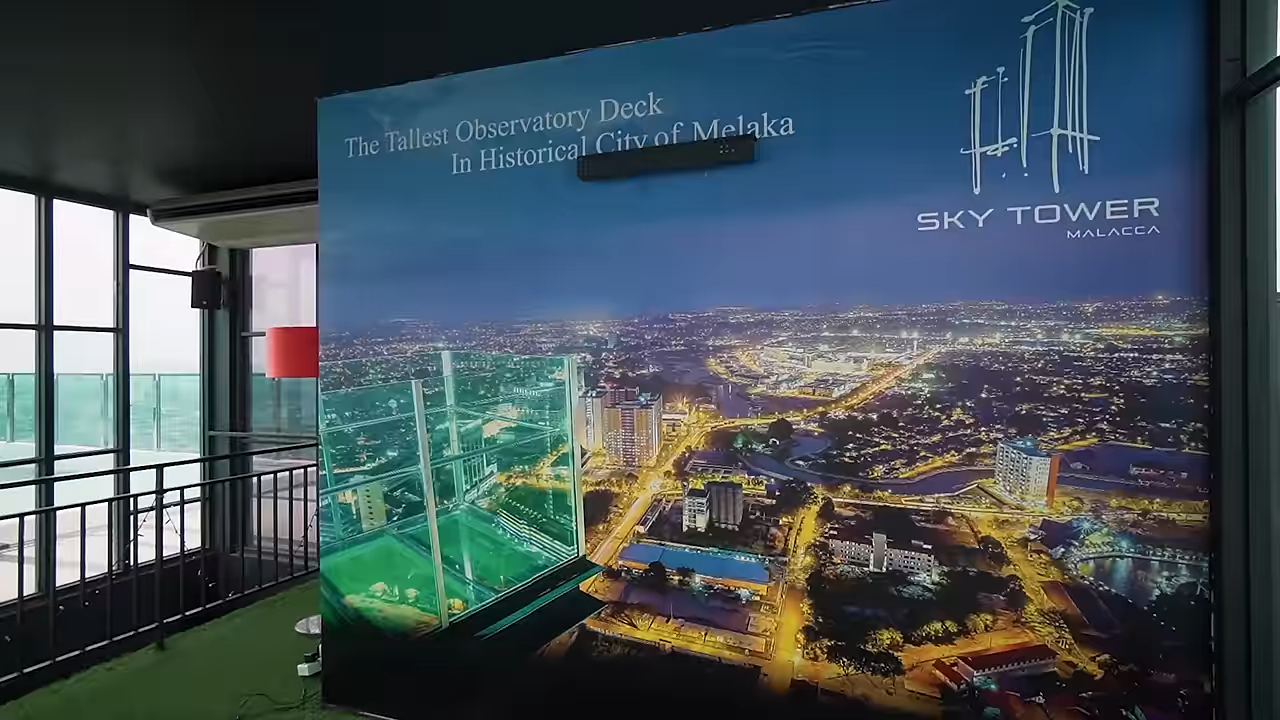 The Tallest Observatory Deck
In Historical City of Melaka
SKY TOWER
MALACCA